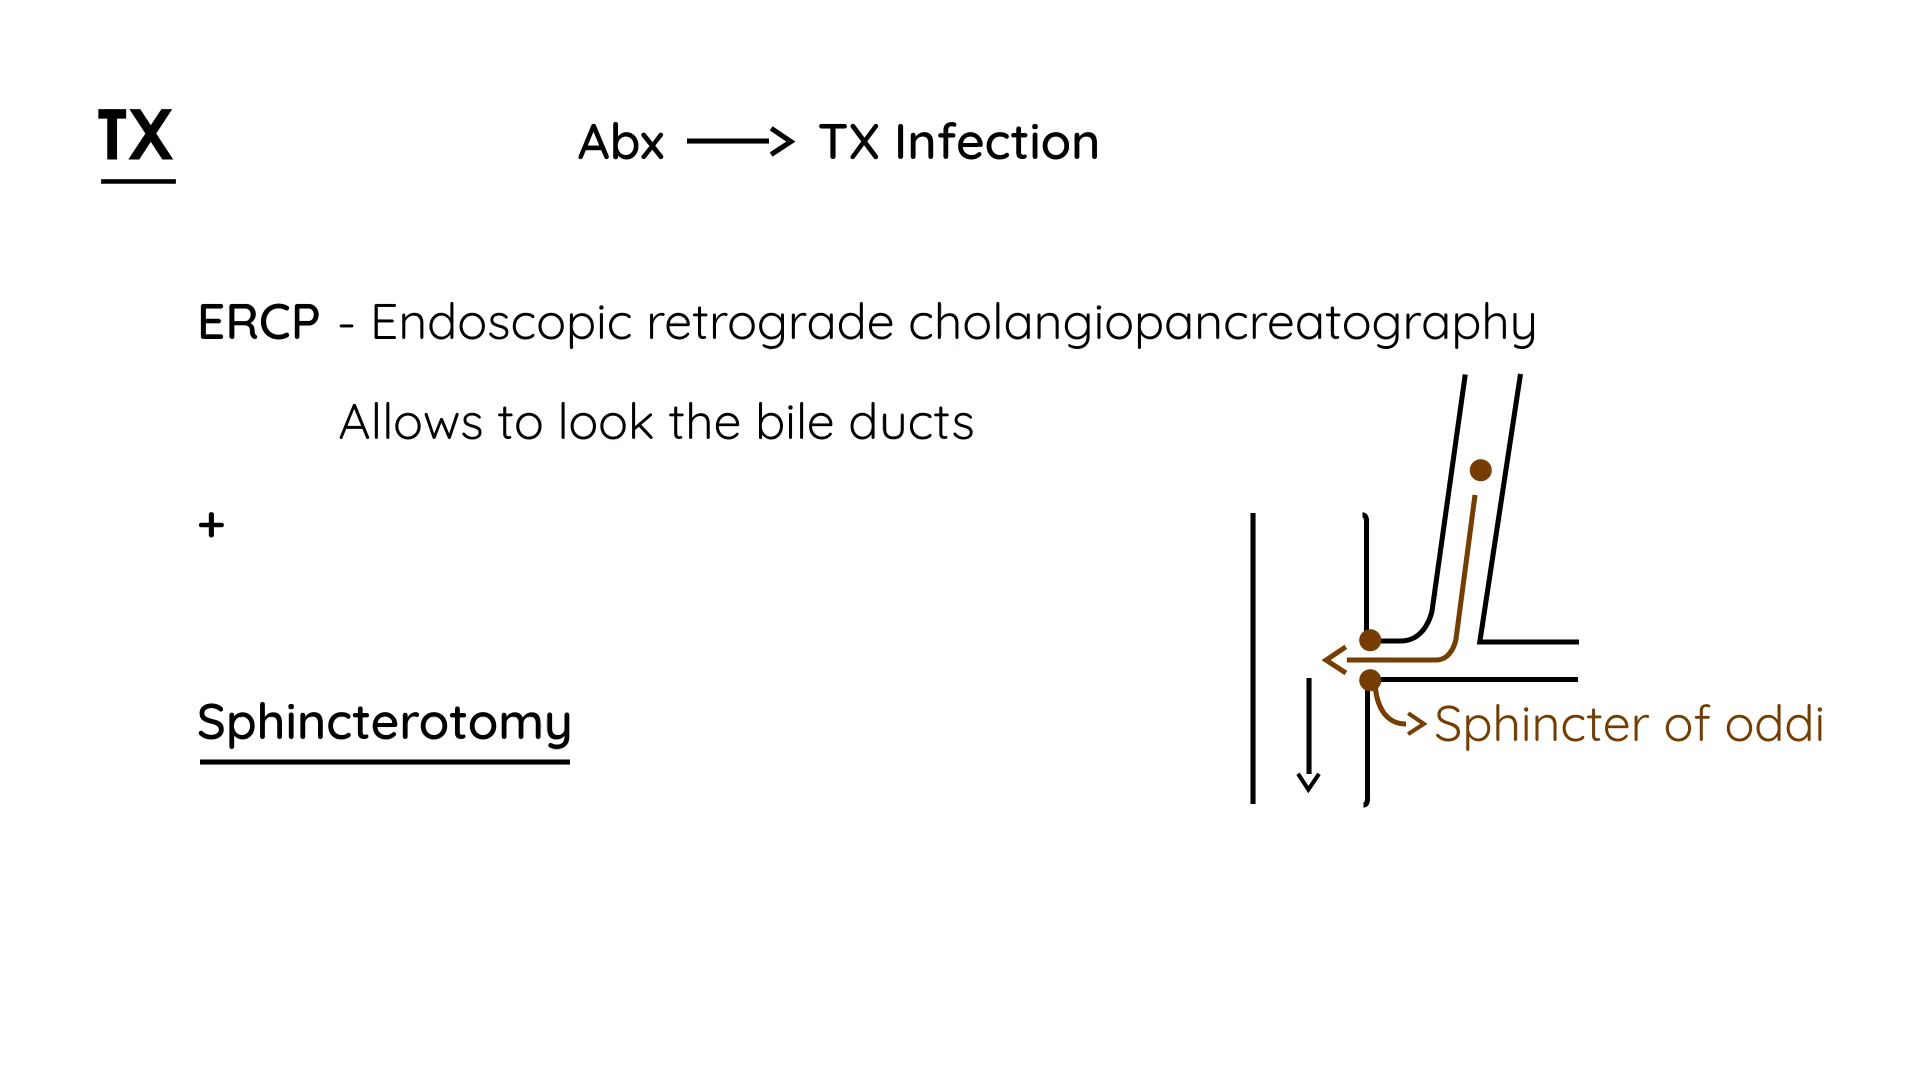 TX
Abx → TX Infection
ERCP - Endoscopic retrograde cholangiopancreatography
Allows to look the bile ducts
+
Sphincterotomy
Sphincter of oddi